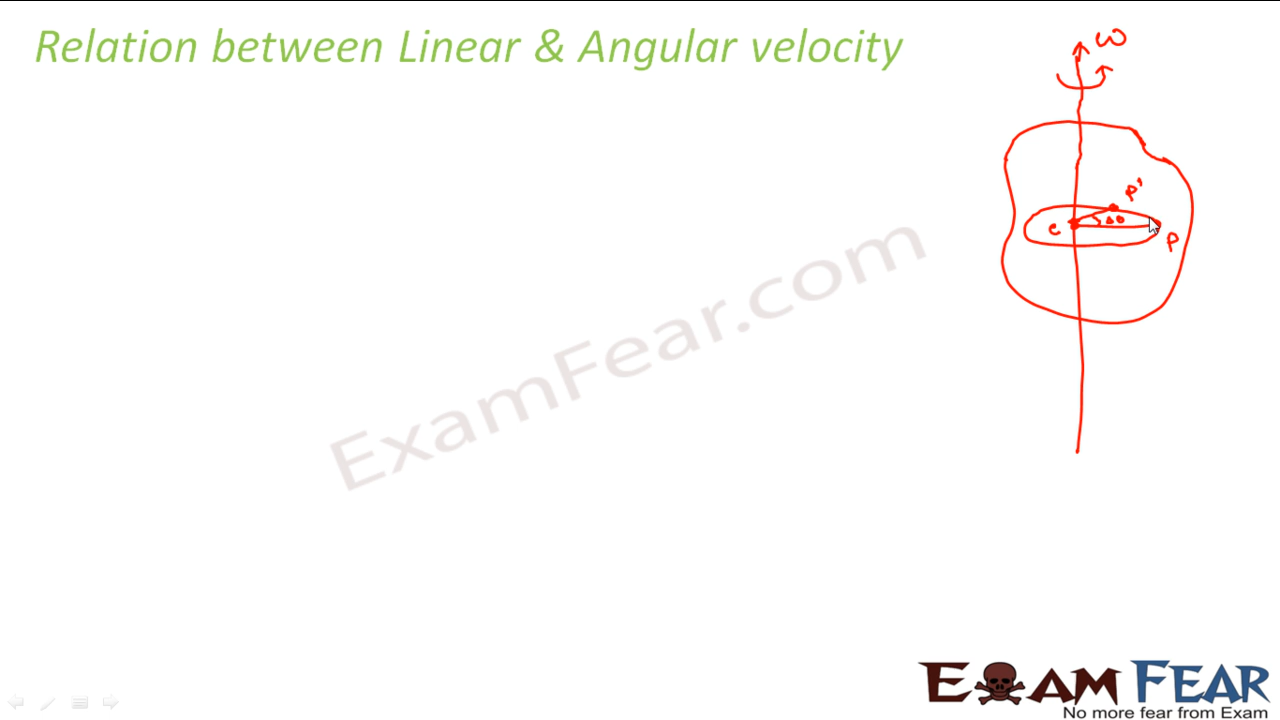 Relation between Linear & Angular velocity
ω
P'
Δθ
c
P
ExamFear.com
EXAM FEAR
No more fear from Exam